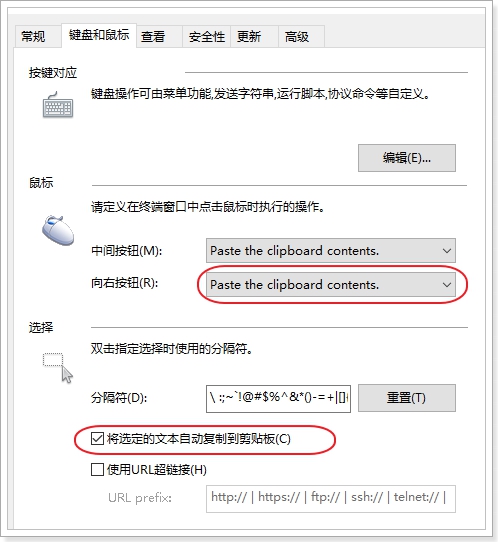 常规 键盘和鼠标 查看 安全性 更新 高级
按键对应
键盘操作可由菜单功能,发送字符串,运行脚本,协议命令等自定义。
编辑(E)...
鼠标
请定义在终端窗口中点击鼠标时执行的操作。
中间按钮(M): Paste the clipboard contents.
向右按钮(R): Paste the clipboard contents.
选择
双击指定选择时使用的分隔符。
分隔符(D): \ :;~`!@#$%^&*()-=+|[]{ 重置(T)
将选定的文本自动复制到剪贴板(C)
使用URL超链接(H)
URL prefix: http:// | https:// | ftp:// | ssh:// | telnet:// |